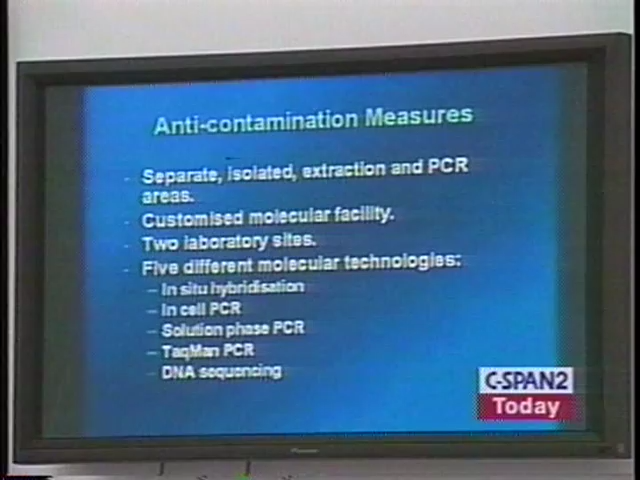 Anti-contamination Measures
- Separate, isolated, extraction and PCR
areas.
- Customised molecular facility.
- Two laboratory sites.
- Five different molecular technologies:
– In situ hybridisation
– In cell PCR
– Solution phase PCR
– TaqMan PCR
– DNA sequencing
C-SPAN2
Today